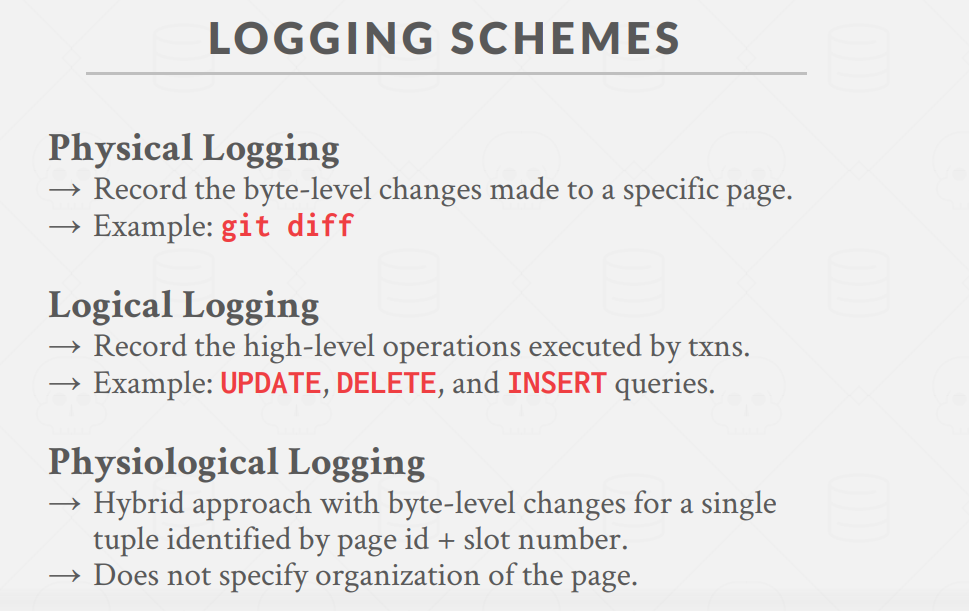 LOGGING SCHEMES
Physical Logging
→ Record the byte-level changes made to a specific page.
→ Example: git diff
Logical Logging
→ Record the high-level operations executed by txns.
→ Example: UPDATE, DELETE, and INSERT queries.
Physiological Logging
→ Hybrid approach with byte-level changes for a single
tuple identified by page id + slot number.
→ Does not specify organization of the page.